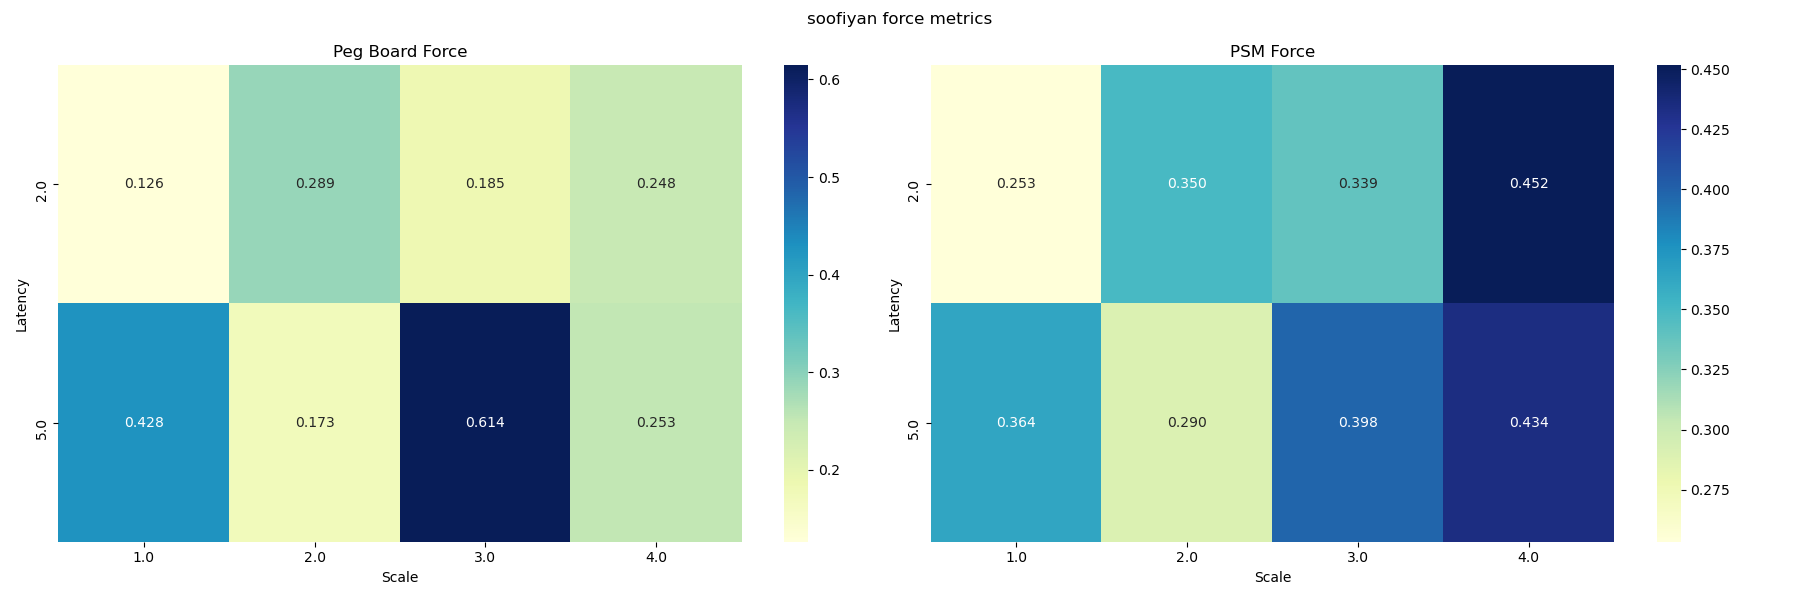 soofiyan force metrics
Peg Board Force
0.126 0.289 0.185 0.248
0.428 0.173 0.614 0.253
2.0
5.0
Latency
1.0 2.0 3.0 4.0
Scale
0.6
0.5
0.4
0.3
0.2
PSM Force
0.253 0.350 0.339 0.452
0.364 0.290 0.398 0.434
2.0
5.0
Latency
1.0 2.0 3.0 4.0
Scale
0.450
0.425
0.400
0.375
0.350
0.325
0.300
0.275